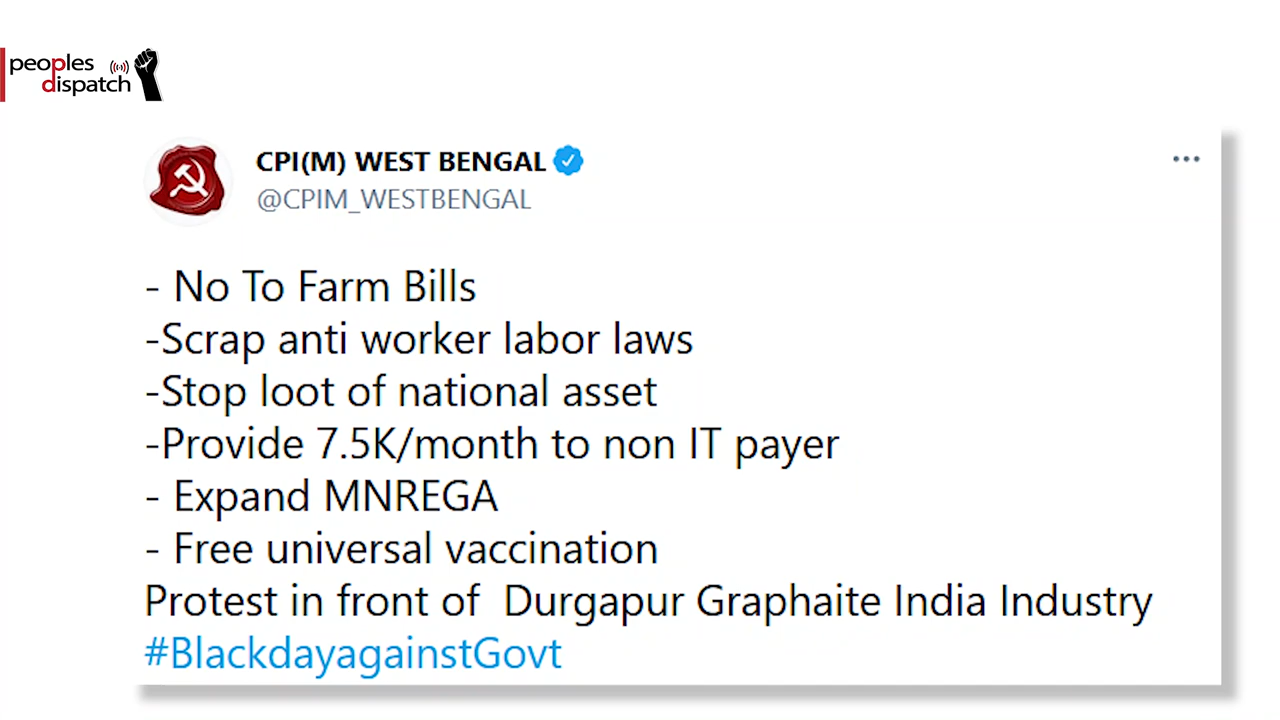 peoples
dispatch
CPI(M) WEST BENGAL
@CPIM_WESTBENGAL
- No To Farm Bills
-Scrap anti worker labor laws
-Stop loot of national asset
-Provide 7.5K/month to non IT payer
- Expand MNREGA
- Free universal vaccination
Protest in front of  Durgapur Graphaite India Industry
#BlackdayagainstGovt